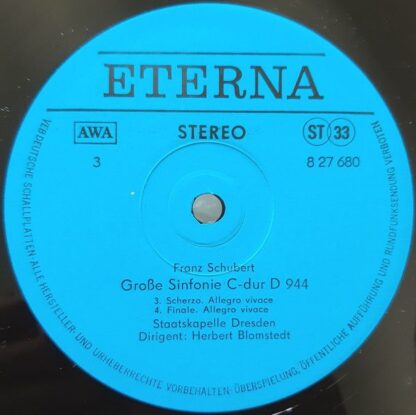 ETERNA
AWA STEREO ST 33
3 8 27 680
Franz Schubert
Große Sinfonie C-dur D 944
3. Scherzo. Allegro vivace
4. Finale. Allegro vivace
Staatskapelle Dresden
Dirigent: Herbert Blomstedt
VEB DEUTSCHE SCHALLPLATTEN · ALLE HERSTELLER- UND URHEBERRECHTE VORBEHALTEN · ÜBERSPIELUNG, ÖFFENTLICHE AUFFÜHRUNG UND RUNDFUNKSENDUNG VERBOTEN